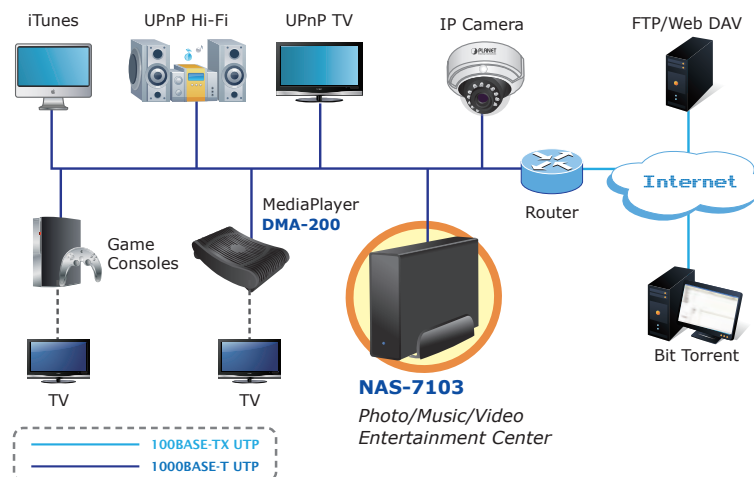 iTunes
UPnP Hi-Fi
UPnP TV
IP Camera
FTP/Web DAV
PLANET
Internet
Router
MediaPlayer
DMA-200
Game
Consoles
TV
TV
NAS-7103
Photo/Music/Video
Entertainment Center
Bit Torrent
100BASE-TX UTP
1000BASE-T UTP